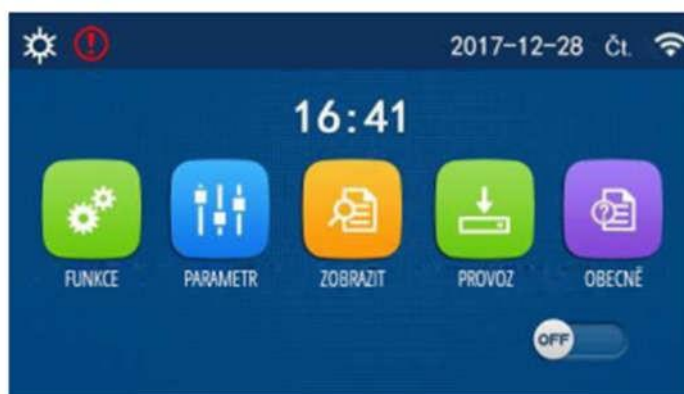 2017-12-28 Čt.
16:41
FUNKCE PARAMETR ZOBRAZIT PROVOZ OBECNĚ
OFF